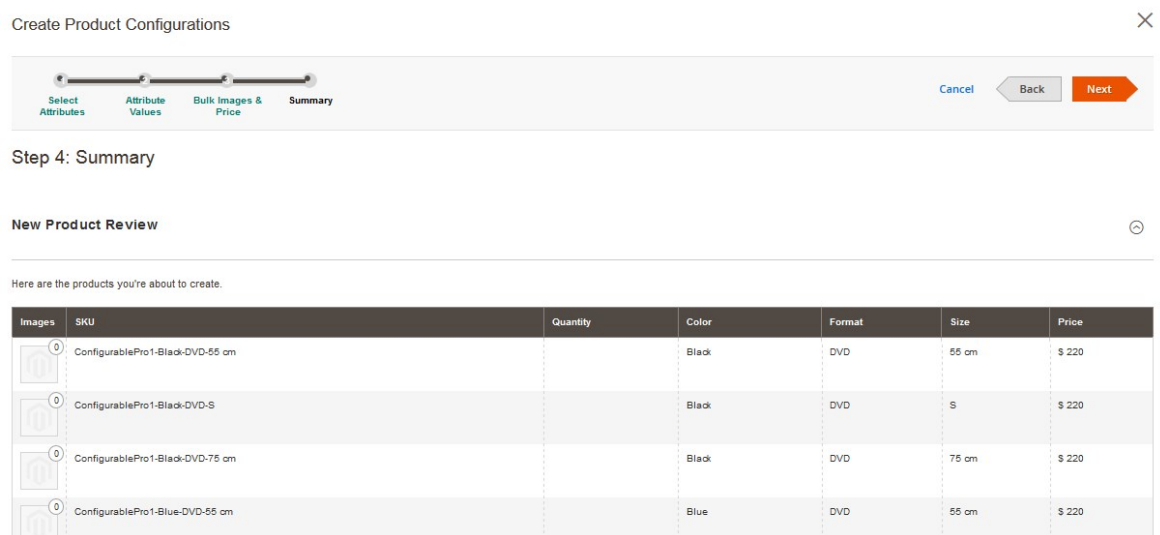 Create Product Configurations
Select Attributes
Attribute Values
Bulk Images & Price
Summary
Cancel
Back
Next
Step 4: Summary
New Product Review
Here are the products you're about to create.
Images SKU Quantity Color Format Size Price
0 ConfigurablePro1-Black-DVD-55 cm Black DVD 55 cm $ 220
0 ConfigurablePro1-Black-DVD-S Black DVD S $ 220
0 ConfigurablePro1-Black-DVD-75 cm Black DVD 75 cm $ 220
0 ConfigurablePro1-Blue-DVD-55 cm Blue DVD 55 cm $ 220